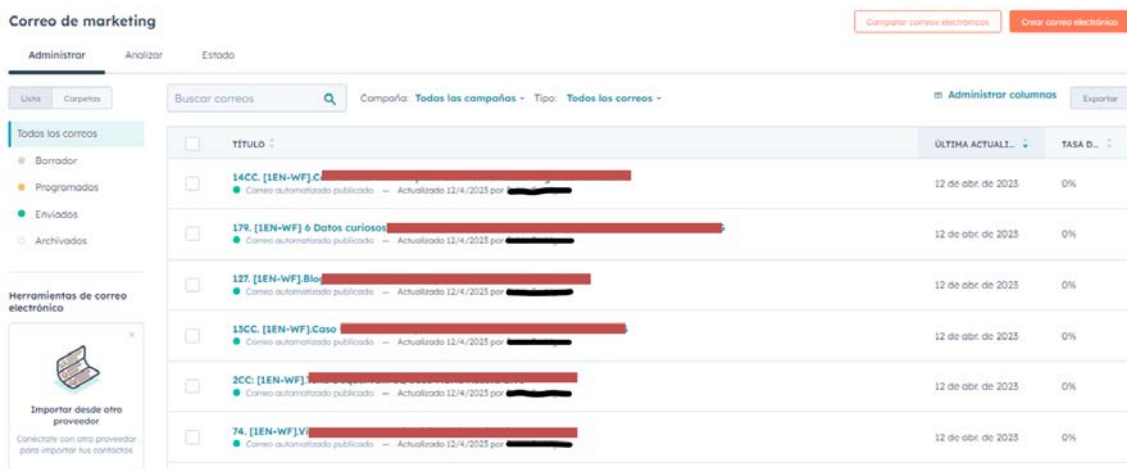 Correo de marketing
Comparar correos electrónicos
Crear correo electrónico
Administrar
Analizar
Estado
Lista
Carpetas
Buscar correos
Campaña: Todas las campañas
Tipo: Todos los correos
Administrar columnas
Exportar
Todos los correos
Borrador
Programados
Enviados
Archivados
TÍTULO
ÚLTIMA ACTUALI...
TASA D...
14CC. [1EN-WF].C
Correo automatizado publicado — Actualizado 12/4/2023 por
12 de abr. de 2023
0%
179. [1EN-WF] 6 Datos curiosos
Correo automatizado publicado — Actualizado 12/4/2023 por
12 de abr. de 2023
0%
127. [1EN-WF].Blo
Correo automatizado publicado — Actualizado 12/4/2023 por
12 de abr. de 2023
0%
13CC. [1EN-WF].Caso
Correo automatizado publicado — Actualizado 12/4/2023 por
12 de abr. de 2023
0%
2CC: [1EN-WF].
Correo automatizado publicado — Actualizado 12/4/2023 por
12 de abr. de 2023
0%
74. [1EN-WF].Vi
Correo automatizado publicado — Actualizado 12/4/2023 por
12 de abr. de 2023
0%
Herramientas de correo
electrónico
Importar desde otro
proveedor
Conéctate con otro proveedor
para importar tus contactos